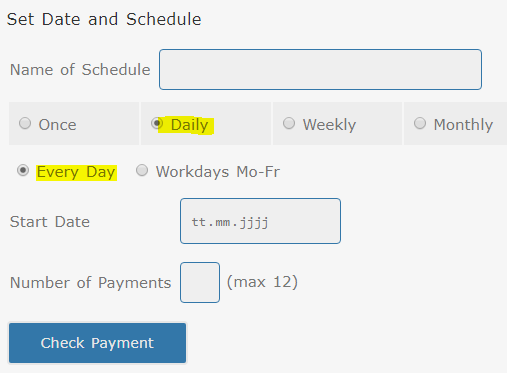 Set Date and Schedule
Name of Schedule
Once Daily Weekly Monthly
Every Day Workdays Mo-Fr
Start Date tt.mm.jjjj
Number of Payments (max 12)
Check Payment